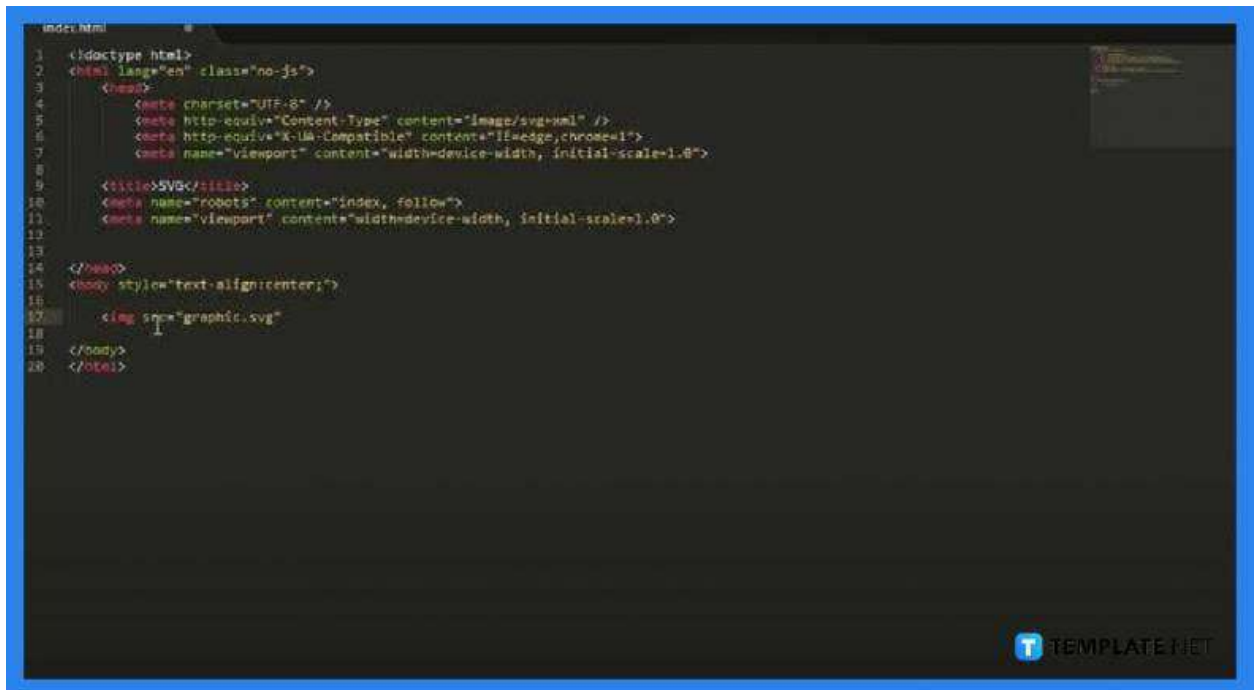 index.html
1 <!doctype html>
2 <html lang="en" class="no-js">
3 <head>
4 <meta charset="UTF-8" />
5 <meta http-equiv="Content-Type" content="image/svg+xml" />
6 <meta http-equiv="X-UA-Compatible" content="IE=edge,chrome=1">
7 <meta name="viewport" content="width=device-width, initial-scale=1.0">
8
9 <title>SVG</title>
10 <meta name="robots" content="index, follow">
11 <meta name="viewport" content="width=device-width, initial-scale=1.0">
12
13
14 </head>
15 <body style="text-align:center;">
16
17 <img src="graphic.svg"
18
19 </body>
20 </html>
T TEMPLATE.NET